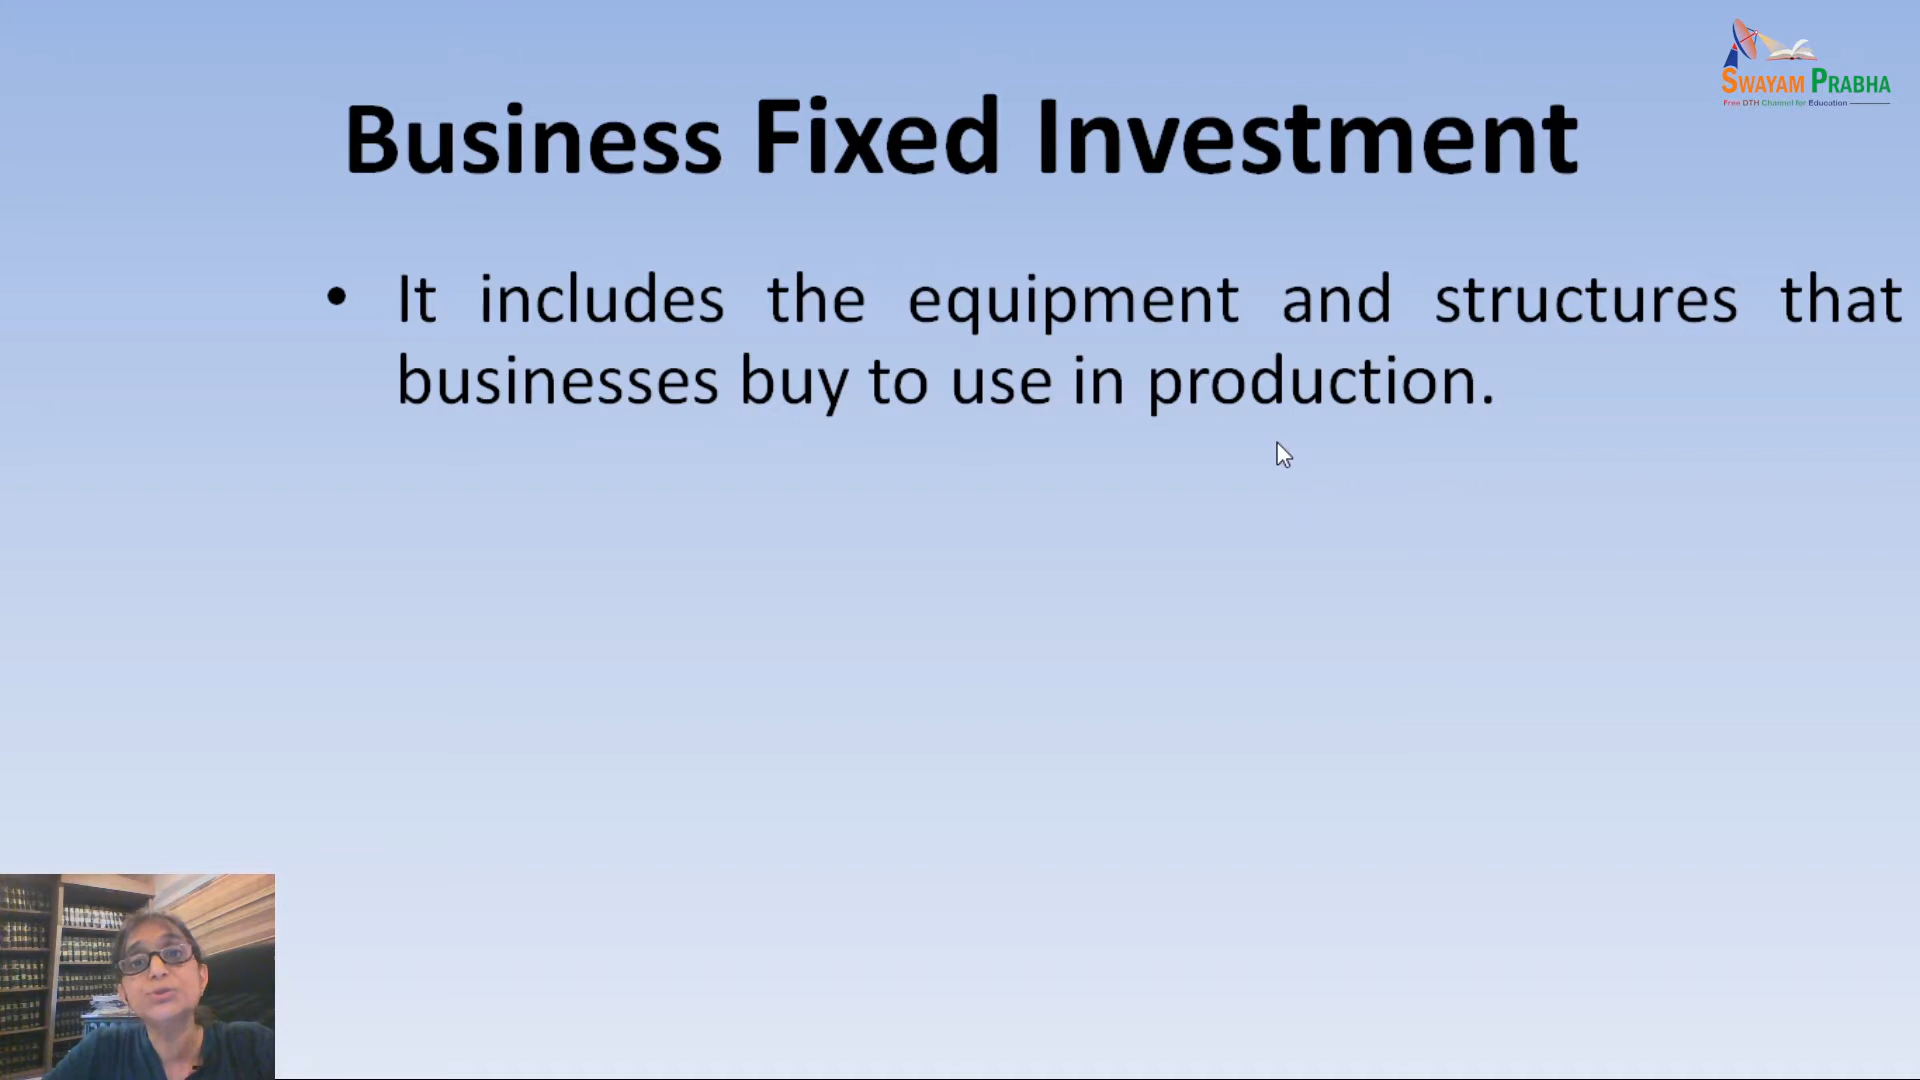 SWAYAM PRABHA
Free DTH Channel for Education
Business Fixed Investment
• It includes the equipment and structures that
businesses buy to use in production.